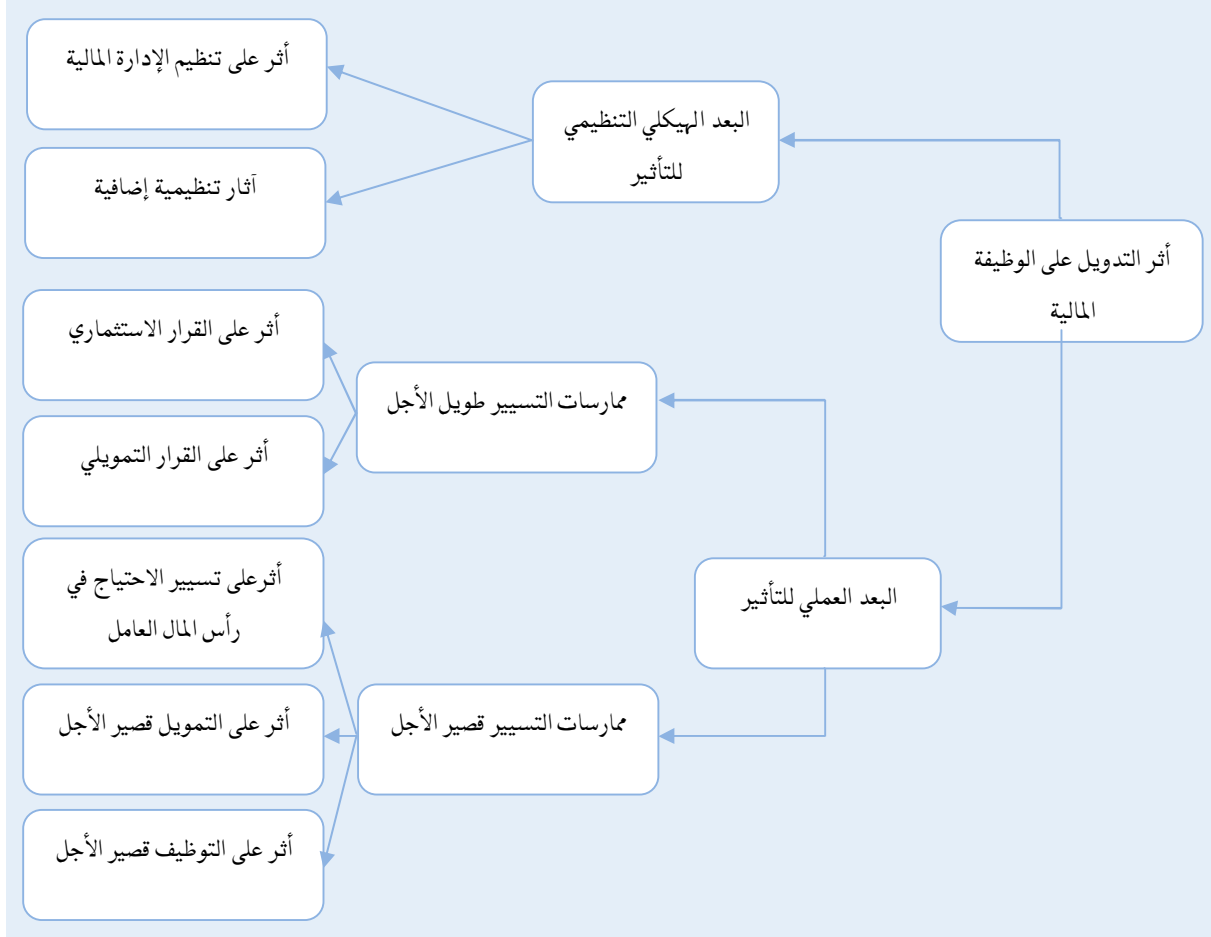 أثر التدويل على الوظيفة
المالية
البعد الهيكلي التنظيمي
للتأثير
أثر على تنظيم الإدارة المالية
آثار تنظيمية إضافية
البعد العملي للتأثير
ممارسات التسيير طويل الأجل
أثر على القرار الاستثماري
أثر على القرار التمويلي
ممارسات التسيير قصير الأجل
أثرعلى تسيير الاحتياج في
رأس المال العامل
أثر على التمويل قصير الأجل
أثر على التوظيف قصير الأجل